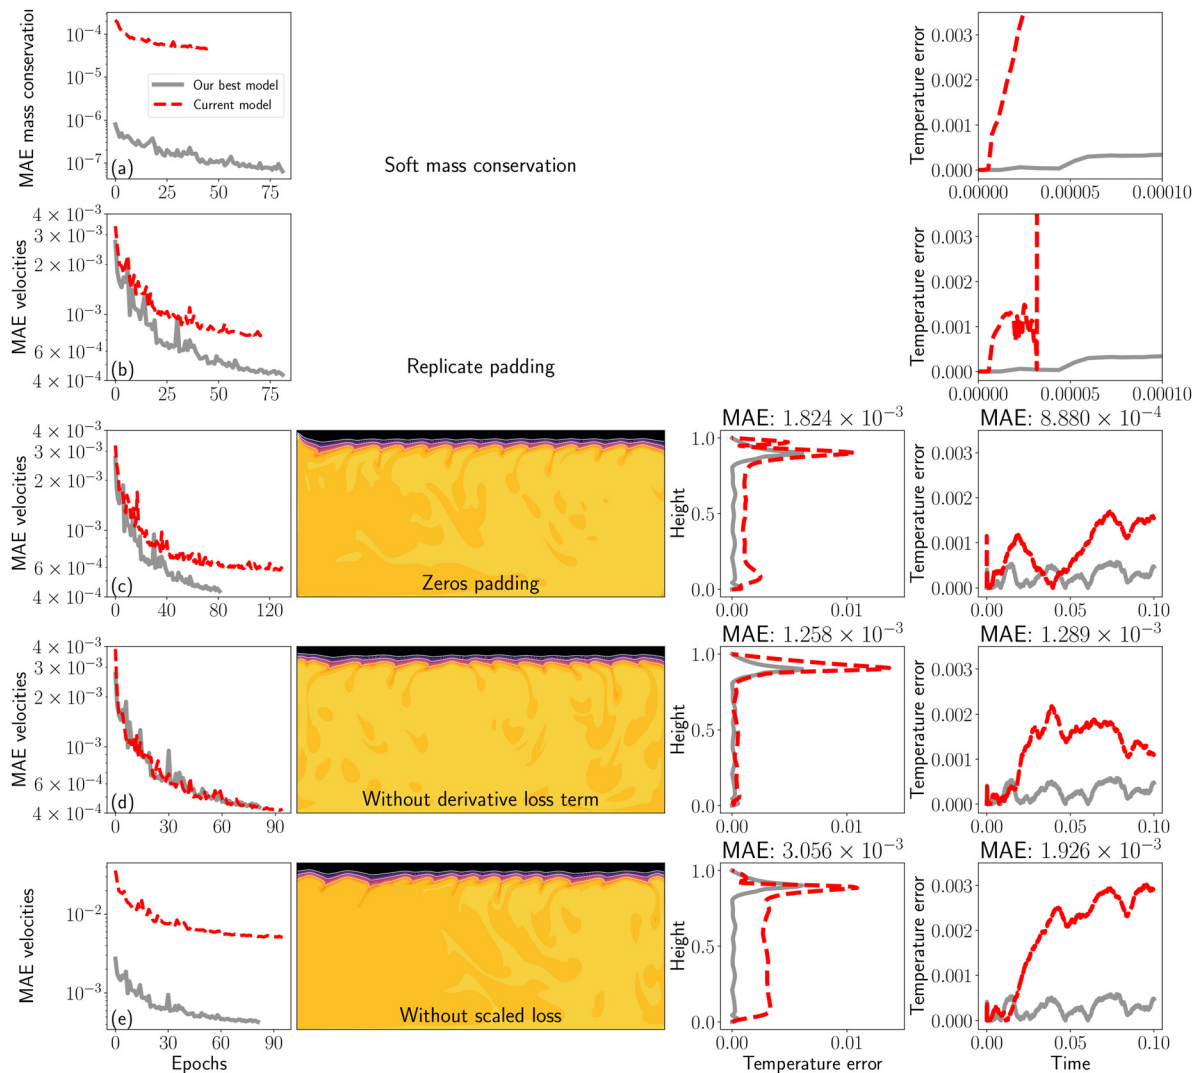 MAE mass conservation
10⁻⁴
10⁻⁵
10⁻⁶
10⁻⁷
Our best model
Current model
(a)
0 25 50 75
Soft mass conservation
Temperature error
0.003
0.002
0.001
0.000
0.00000 0.00005 0.00010
MAE velocities
4 × 10⁻³
3 × 10⁻³
2 × 10⁻³
10⁻³
6 × 10⁻⁴
4 × 10⁻⁴
(b)
0 25 50 75
Replicate padding
Temperature error
0.003
0.002
0.001
0.000
0.00000 0.00005 0.00010
MAE velocities
4 × 10⁻³
3 × 10⁻³
2 × 10⁻³
10⁻³
6 × 10⁻⁴
4 × 10⁻⁴
(c)
0 40 80 120
Zeros padding
MAE: 1.824 × 10⁻³
Height
1.0
0.5
0.0
0.00 0.01
MAE: 8.880 × 10⁻⁴
Temperature error
0.003
0.002
0.001
0.000
0.00 0.05 0.10
MAE velocities
4 × 10⁻³
3 × 10⁻³
2 × 10⁻³
10⁻³
6 × 10⁻⁴
4 × 10⁻⁴
(d)
0 30 60 90
Without derivative loss term
MAE: 1.258 × 10⁻³
Height
1.0
0.5
0.0
0.00 0.01
MAE: 1.289 × 10⁻³
Temperature error
0.003
0.002
0.001
0.000
0.00 0.05 0.10
MAE velocities
10⁻²
10⁻³
(e)
0 30 60 90
Epochs
Without scaled loss
MAE: 3.056 × 10⁻³
Height
1.0
0.5
0.0
0.00 0.01
Temperature error
MAE: 1.926 × 10⁻³
Temperature error
0.003
0.002
0.001
0.000
0.00 0.05 0.10
Time